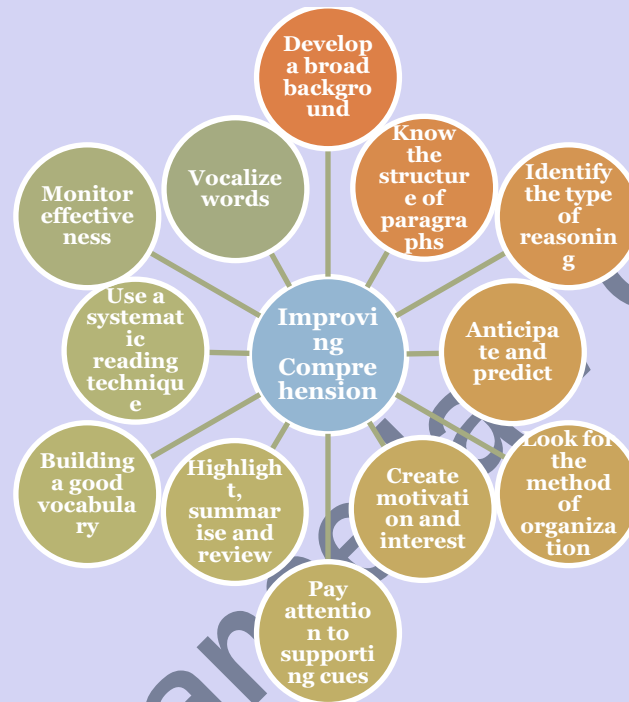 Develop
a broad
backgro
und
Know
the
structur
e of
paragra
phs
Identify
the type
of
reasonin
g
Anticipa
te and
predict
Look for
the
method
of
organiza
tion
Create
motivati
on and
interest
Pay
attentio
n to
supporti
ng cues
Highligh
t,
summar
ise and
review
Building
a good
vocabula
ry
Use a
systemat
ic
reading
techniqu
e
Monitor
effective
ness
Vocalize
words
Improvi
ng
Compre
hension